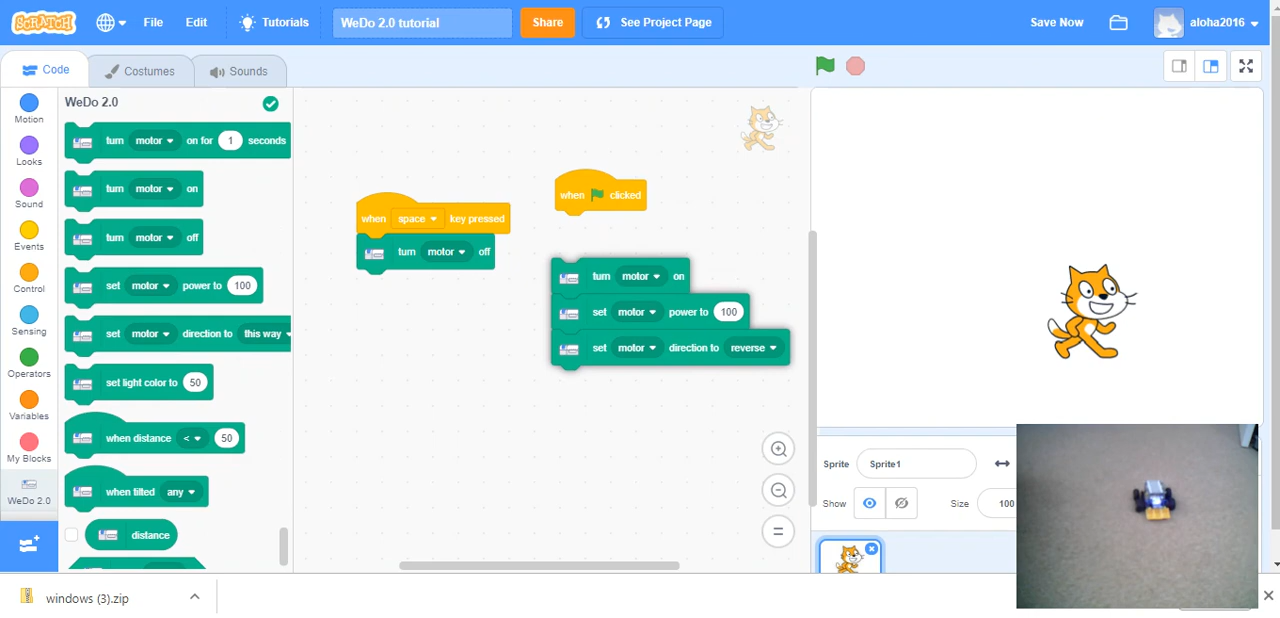 SCRATCH File Edit Tutorials WeDo 2.0 tutorial Share See Project Page Save Now aloha2016
Code Costumes Sounds
Motion
Looks
Sound
Events
Control
Sensing
Operators
Variables
My Blocks
WeDo 2.0
WeDo 2.0
turn motor on for 1 seconds
turn motor on
turn motor off
set motor power to 100
set motor direction to this way
set light color to 50
when distance < 50
when tilted any
distance
when space key pressed
turn motor off
when clicked
turn motor on
set motor power to 100
set motor direction to reverse
Sprite Sprite1
Show Size 100
windows (3).zip